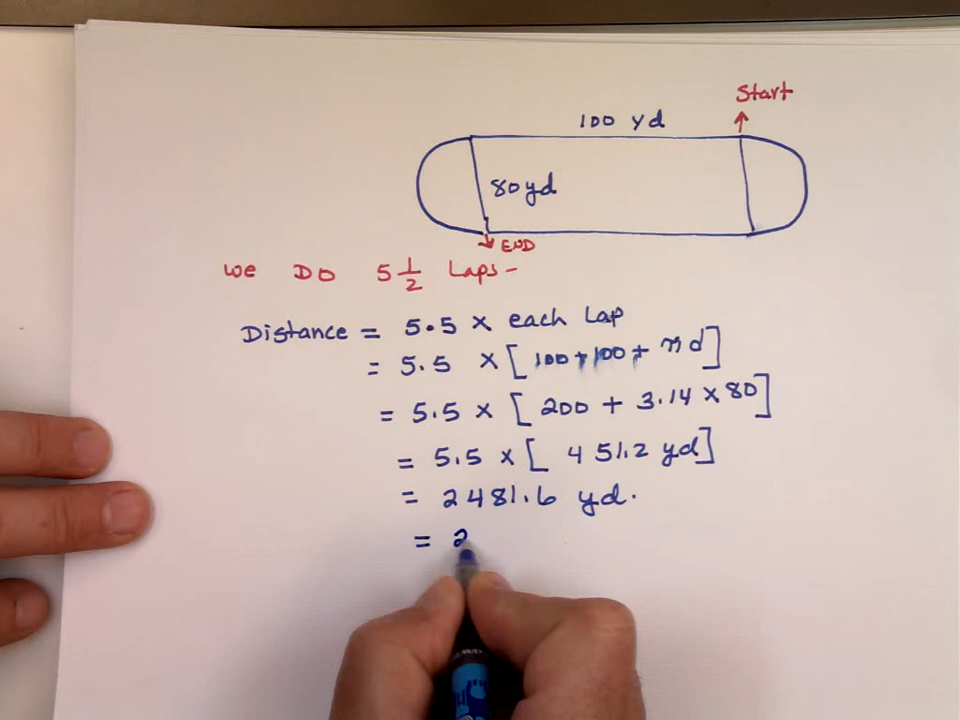 Start
100 yd
80yd
END
We DO 5 1/2 Laps-
Distance = 5.5 × each Lap
= 5.5 × [100+100+ πd]
= 5.5 × [200 + 3.14 × 80]
= 5.5 × [ 451.2 yd]
= 2481.6 yd.
= 2